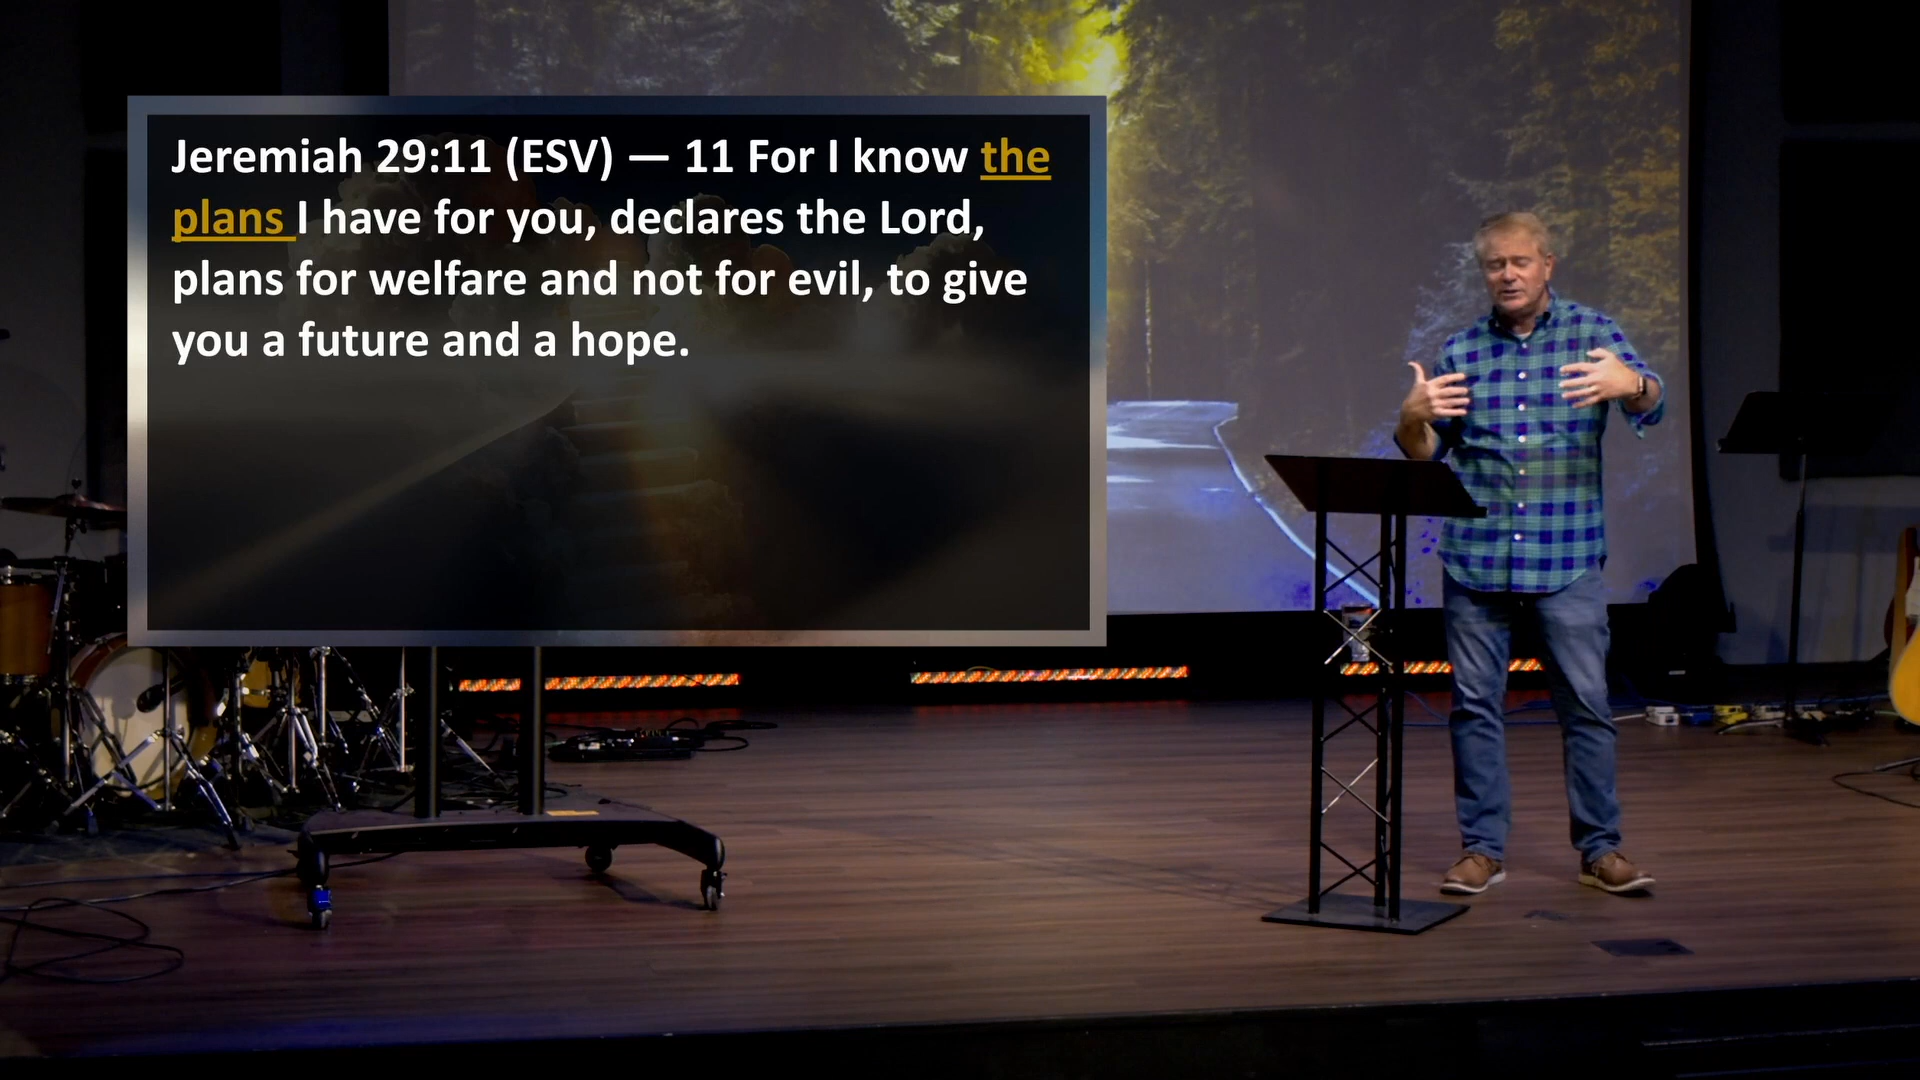 Jeremiah 29:11 (ESV) — 11 For I know the
plans I have for you, declares the Lord,
plans for welfare and not for evil, to give
you a future and a hope.